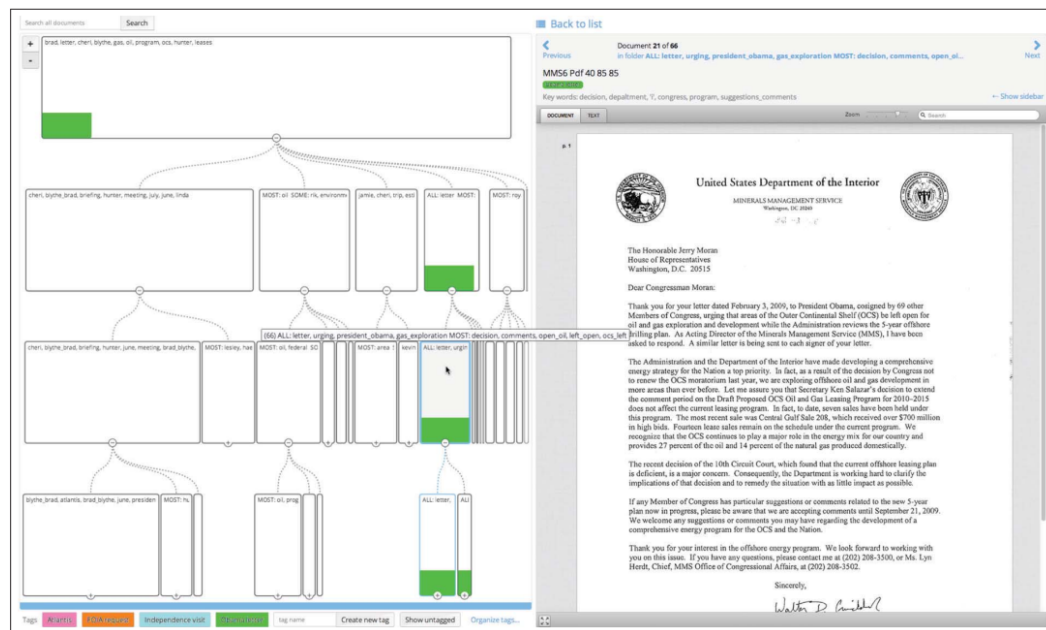 Search all documents
Search
+
-
brad, letter, cheri, blythe, gas, oil, program, ocs, hunter, leases
cheri, blythe_brad, briefing, hunter, meeting, july, june, linda
MOST: oil SOME: rik, environm
jamie, cheri, trip, esti
ALL: letter MOST:
MOST: roy
(66) ALL: letter, urging, president_obama, gas_exploration MOST: decision, comments, open_oil, left_open, ocs_left
cheri, blythe, briefing, hunter, june, meeting, brad_blythe,
MOST: lesley, hae
MOST: oil, federal SO
MOST: area S
kevin
ALL: letter, urgin
blythe_brad, atlantis, brad_blythe, june, presiden
MOST: hu
MOST: oil, prog
ALL: letter,
ALL
Tags
Atlantis
FOIA request
Independence visit
tag name
Create new tag
Show untagged
Organize tags...
Back to list
Previous
Document 21 of 66
in folder ALL: letter, urging, president_obama, gas_exploration MOST: decision, comments, open_oi...
Next
MMS6 Pdf 40 85 85
Key words: decision, depaltment, 'i', congress, program, suggestions_comments
← Show sidebar
DOCUMENT
TEXT
Zoom
Search
p. 1
United States Department of the Interior
MINERALS MANAGEMENT SERVICE
Washington, DC 20240
The Honorable Jerry Moran
House of Representatives
Washington, D.C. 20515
Dear Congressman Moran:
Thank you for your letter dated February 3, 2009, to President Obama, cosigned by 69 other
Members of Congress, urging that areas of the Outer Continental Shelf (OCS) be left open for
oil and gas exploration and development while the Administration reviews the 5-year offshore
drilling plan. As Acting Director of the Minerals Management Service (MMS), I have been
asked to respond. A similar letter is being sent to each signer of your letter.
The Administration and the Department of the Interior have made developing a comprehensive
energy strategy for the Nation a top priority. In fact, as a result of the decision by Congress not
to renew the OCS moratorium last year, we are exploring offshore oil and gas development in
more areas than ever before. Let me assure you that Secretary Ken Salazar's decision to extend
the comment period on the Draft Proposed OCS Oil and Gas Leasing Program for 2010-2015
does not affect the current leasing program. In fact, to date, seven sales have been held under
this program. The most recent sale was Central Gulf Sale 208, which received over $700 million
in high bids. Fourteen lease sales remain on the schedule under the current program. We
recognize that the OCS continues to play a major role in the energy mix for our country and
provides 27 percent of the oil and 14 percent of the natural gas produced domestically.
The recent decision of the 10th Circuit Court, which found that the current offshore leasing plan
is deficient, is a major concern. Consequently, the Department is working hard to clarify the
implications of that decision and to remedy the situation with as little impact as possible.
If any Member of Congress has particular suggestions or comments related to the new 5-year
plan now in progress, please be aware that we are accepting comments until September 21, 2009.
We welcome any suggestions or comments you may have regarding the development of a
comprehensive energy program for the OCS and the Nation.
Thank you for your interest in the offshore energy program. We look forward to working with
you on this issue. If you have any questions, please contact me at (202) 208-3500, or Ms. Lyn
Herdt, Chief, MMS Office of Congressional Affairs, at (202) 208-3502.
Sincerely,